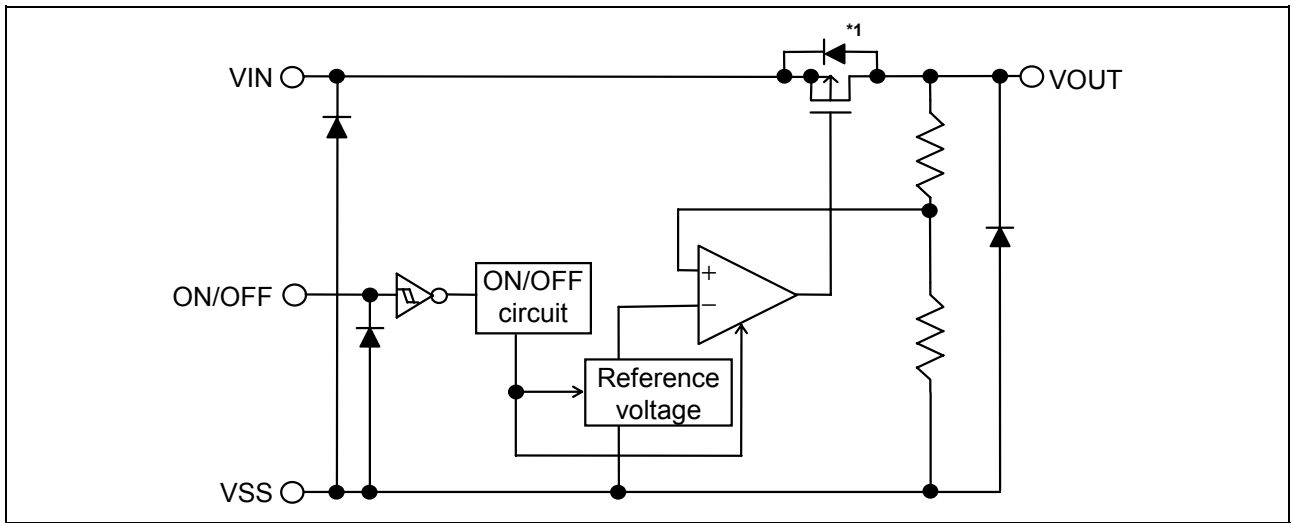 *1
VIN
VOUT
ON/OFF
ON/OFF
circuit
+
−
Reference
voltage
VSS